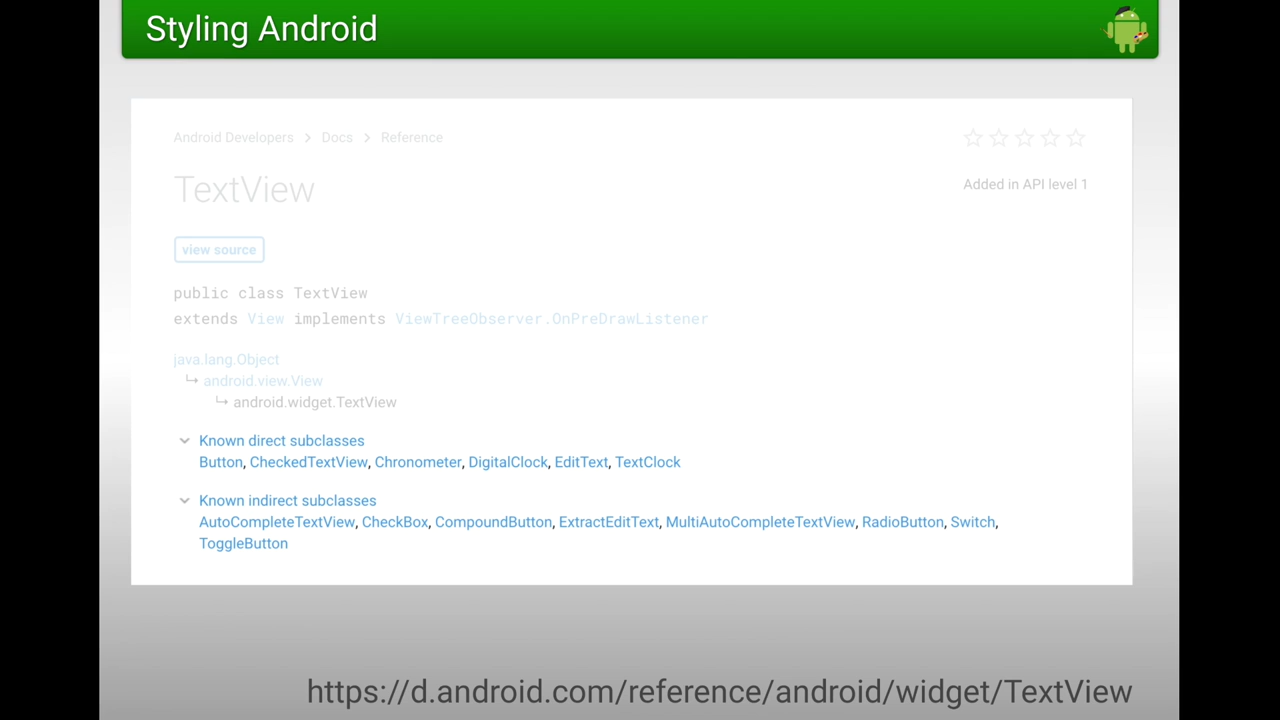 Styling Android
Android Developers > Docs > Reference
TextView
Added in API level 1
view source
public class TextView
extends View implements ViewTreeObserver.OnPreDrawListener
java.lang.Object
↳ android.view.View
↳ android.widget.TextView
Known direct subclasses
Button, CheckedTextView, Chronometer, DigitalClock, EditText, TextClock
Known indirect subclasses
AutoCompleteTextView, CheckBox, CompoundButton, ExtractEditText, MultiAutoCompleteTextView, RadioButton, Switch,
ToggleButton
https://d.android.com/reference/android/widget/TextView